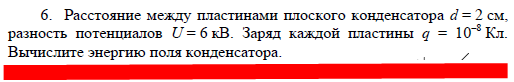 6. Расстояние между пластинами плоского конденсатора d = 2 см,
разность потенциалов U = 6 кВ. Заряд каждой пластины q = 10⁻⁸ Кл.
Вычислите энергию поля конденсатора.